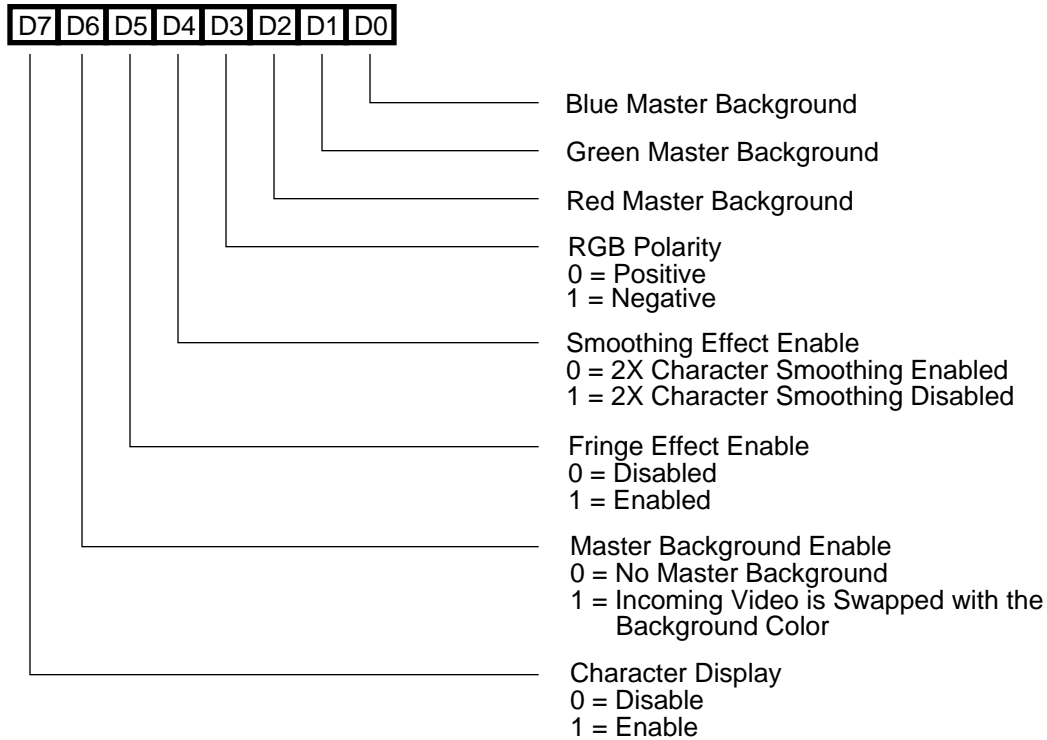 D7 D6 D5 D4 D3 D2 D1 D0
Blue Master Background
Green Master Background
Red Master Background
RGB Polarity
0 = Positive
1 = Negative
Smoothing Effect Enable
0 = 2X Character Smoothing Enabled
1 = 2X Character Smoothing Disabled
Fringe Effect Enable
0 = Disabled
1 = Enabled
Master Background Enable
0 = No Master Background
1 = Incoming Video is Swapped with the
Background Color
Character Display
0 = Disable
1 = Enable